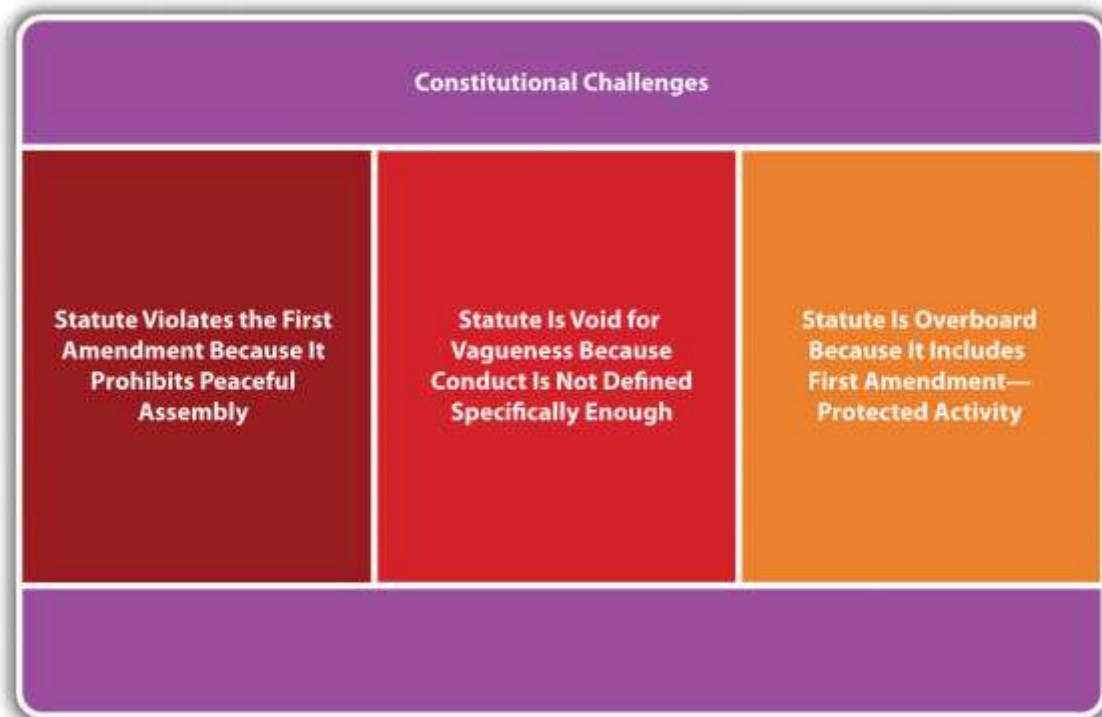 Constitutional Challenges
Statute Violates the First
Amendment Because It
Prohibits Peaceful
Assembly
Statute Is Void for
Vagueness Because
Conduct Is Not Defined
Specifically Enough
Statute Is Overboard
Because It Includes
First Amendment—
Protected Activity